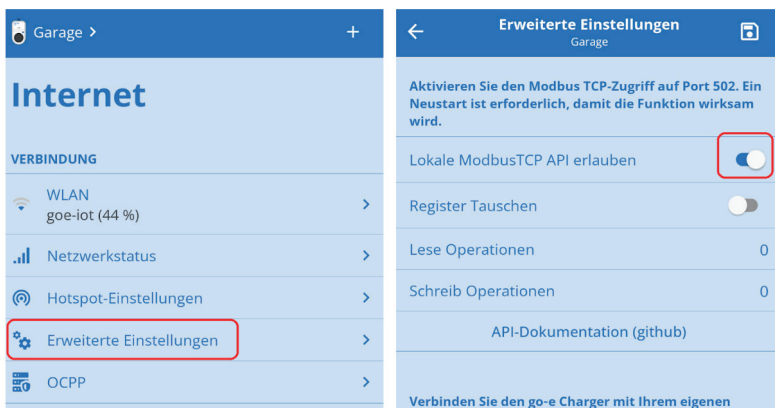 Garage >
+
Internet
VERBINDUNG
WLAN
goe-iot (44 %)
Netzwerkstatus
Hotspot-Einstellungen
Erweiterte Einstellungen
OCPP
Erweiterte Einstellungen
Garage
Aktivieren Sie den Modbus TCP-Zugriff auf Port 502. Ein
Neustart ist erforderlich, damit die Funktion wirksam
wird.
Lokale ModbusTCP API erlauben
Register Tauschen
Lese Operationen 0
Schreib Operationen 0
API-Dokumentation (github)
Verbinden Sie den go-e Charger mit Ihrem eigenen